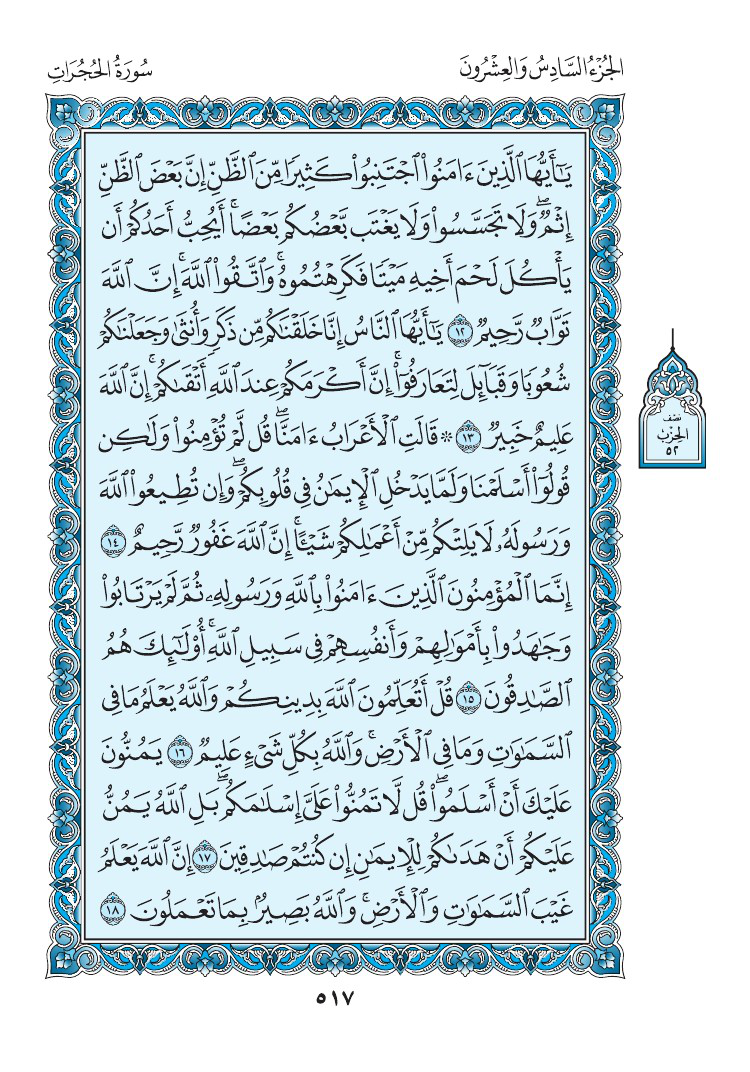 الجُزْءُ السَّادِسُ وَالعِشْرُونَ
سُورَةُ الحُجُرَاتِ
يَٰٓأَيُّهَا ٱلَّذِينَ ءَامَنُوا۟ ٱجْتَنِبُوا۟ كَثِيرًا مِّنَ ٱلظَّنِّ إِنَّ بَعْضَ ٱلظَّنِّ
إِثْمٌ ۖ وَلَا تَجَسَّسُوا۟ وَلَا يَغْتَب بَّعْضُكُم بَعْضًا ۚ أَيُحِبُّ أَحَدُكُمْ أَن
يَأْكُلَ لَحْمَ أَخِيهِ مَيْتًا فَكَرِهْتُمُوهُ ۚ وَٱتَّقُوا۟ ٱللَّهَ ۚ إِنَّ ٱللَّهَ
تَوَّابٌ رَّحِيمٌ ١٢ يَٰٓأَيُّهَا ٱلنَّاسُ إِنَّا خَلَقْنَٰكُم مِّن ذَكَرٍ وَأُنثَىٰ وَجَعَلْنَٰكُمْ
شُعُوبًا وَقَبَآئِلَ لِتَعَارَفُوٓا۟ ۚ إِنَّ أَكْرَمَكُمْ عِندَ ٱللَّهِ أَتْقَىٰكُمْ ۚ إِنَّ ٱللَّهَ
عَلِيمٌ خَبِيرٌ ١٣ ۞ قَالَتِ ٱلْأَعْرَابُ ءَامَنَّا ۖ قُل لَّمْ تُؤْمِنُوا۟ وَلَٰكِن
قُولُوٓا۟ أَسْلَمْنَا وَلَمَّا يَدْخُلِ ٱلْإِيمَٰنُ فِى قُلُوبِكُمْ ۖ وَإِن تُطِيعُوا۟ ٱللَّهَ
وَرَسُولَهُۥ لَا يَلِتْكُم مِّنْ أَعْمَٰلِكُمْ شَيْـًٔا ۚ إِنَّ ٱللَّهَ غَفُورٌ رَّحِيمٌ ١٤
إِنَّمَا ٱلْمُؤْمِنُونَ ٱلَّذِينَ ءَامَنُوا۟ بِٱللَّهِ وَرَسُولِهِۦ ثُمَّ لَمْ يَرْتَابُوا۟
وَجَٰهَدُوا۟ بِأَمْوَٰلِهِمْ وَأَنفُسِهِمْ فِى سَبِيلِ ٱللَّهِ ۚ أُو۟لَٰٓئِكَ هُمُ
ٱلصَّٰدِقُونَ ١٥ قُلْ أَتُعَلِّمُونَ ٱللَّهَ بِدِينِكُمْ وَٱللَّهُ يَعْلَمُ مَا فِى
ٱلسَّمَٰوَٰتِ وَمَا فِى ٱلْأَرْضِ ۚ وَٱللَّهُ بِكُلِّ شَىْءٍ عَلِيمٌ ١٦ يَمُنُّونَ
عَلَيْكَ أَنْ أَسْلَمُوا۟ ۖ قُل لَّا تَمُنُّوا۟ عَلَىَّ إِسْلَٰمَكُم ۖ بَلِ ٱللَّهُ يَمُنُّ
عَلَيْكُمْ أَنْ هَدَىٰكُمْ لِلْإِيمَٰنِ إِن كُنتُمْ صَٰدِقِينَ ١٧ إِنَّ ٱللَّهَ يَعْلَمُ
غَيْبَ ٱلسَّمَٰوَٰتِ وَٱلْأَرْضِ ۚ وَٱللَّهُ بَصِيرٌۢ بِمَا تَعْمَلُونَ ١٨
نِصْف
الحِزْب
٥٢
٥١٧